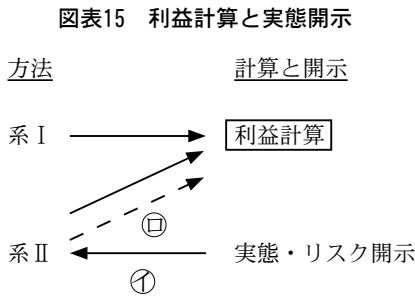 図表15 利益計算と実態開示
方法 計算と開示
系Ⅰ 利益計算
㋺
系Ⅱ 実態・リスク開示
㋑